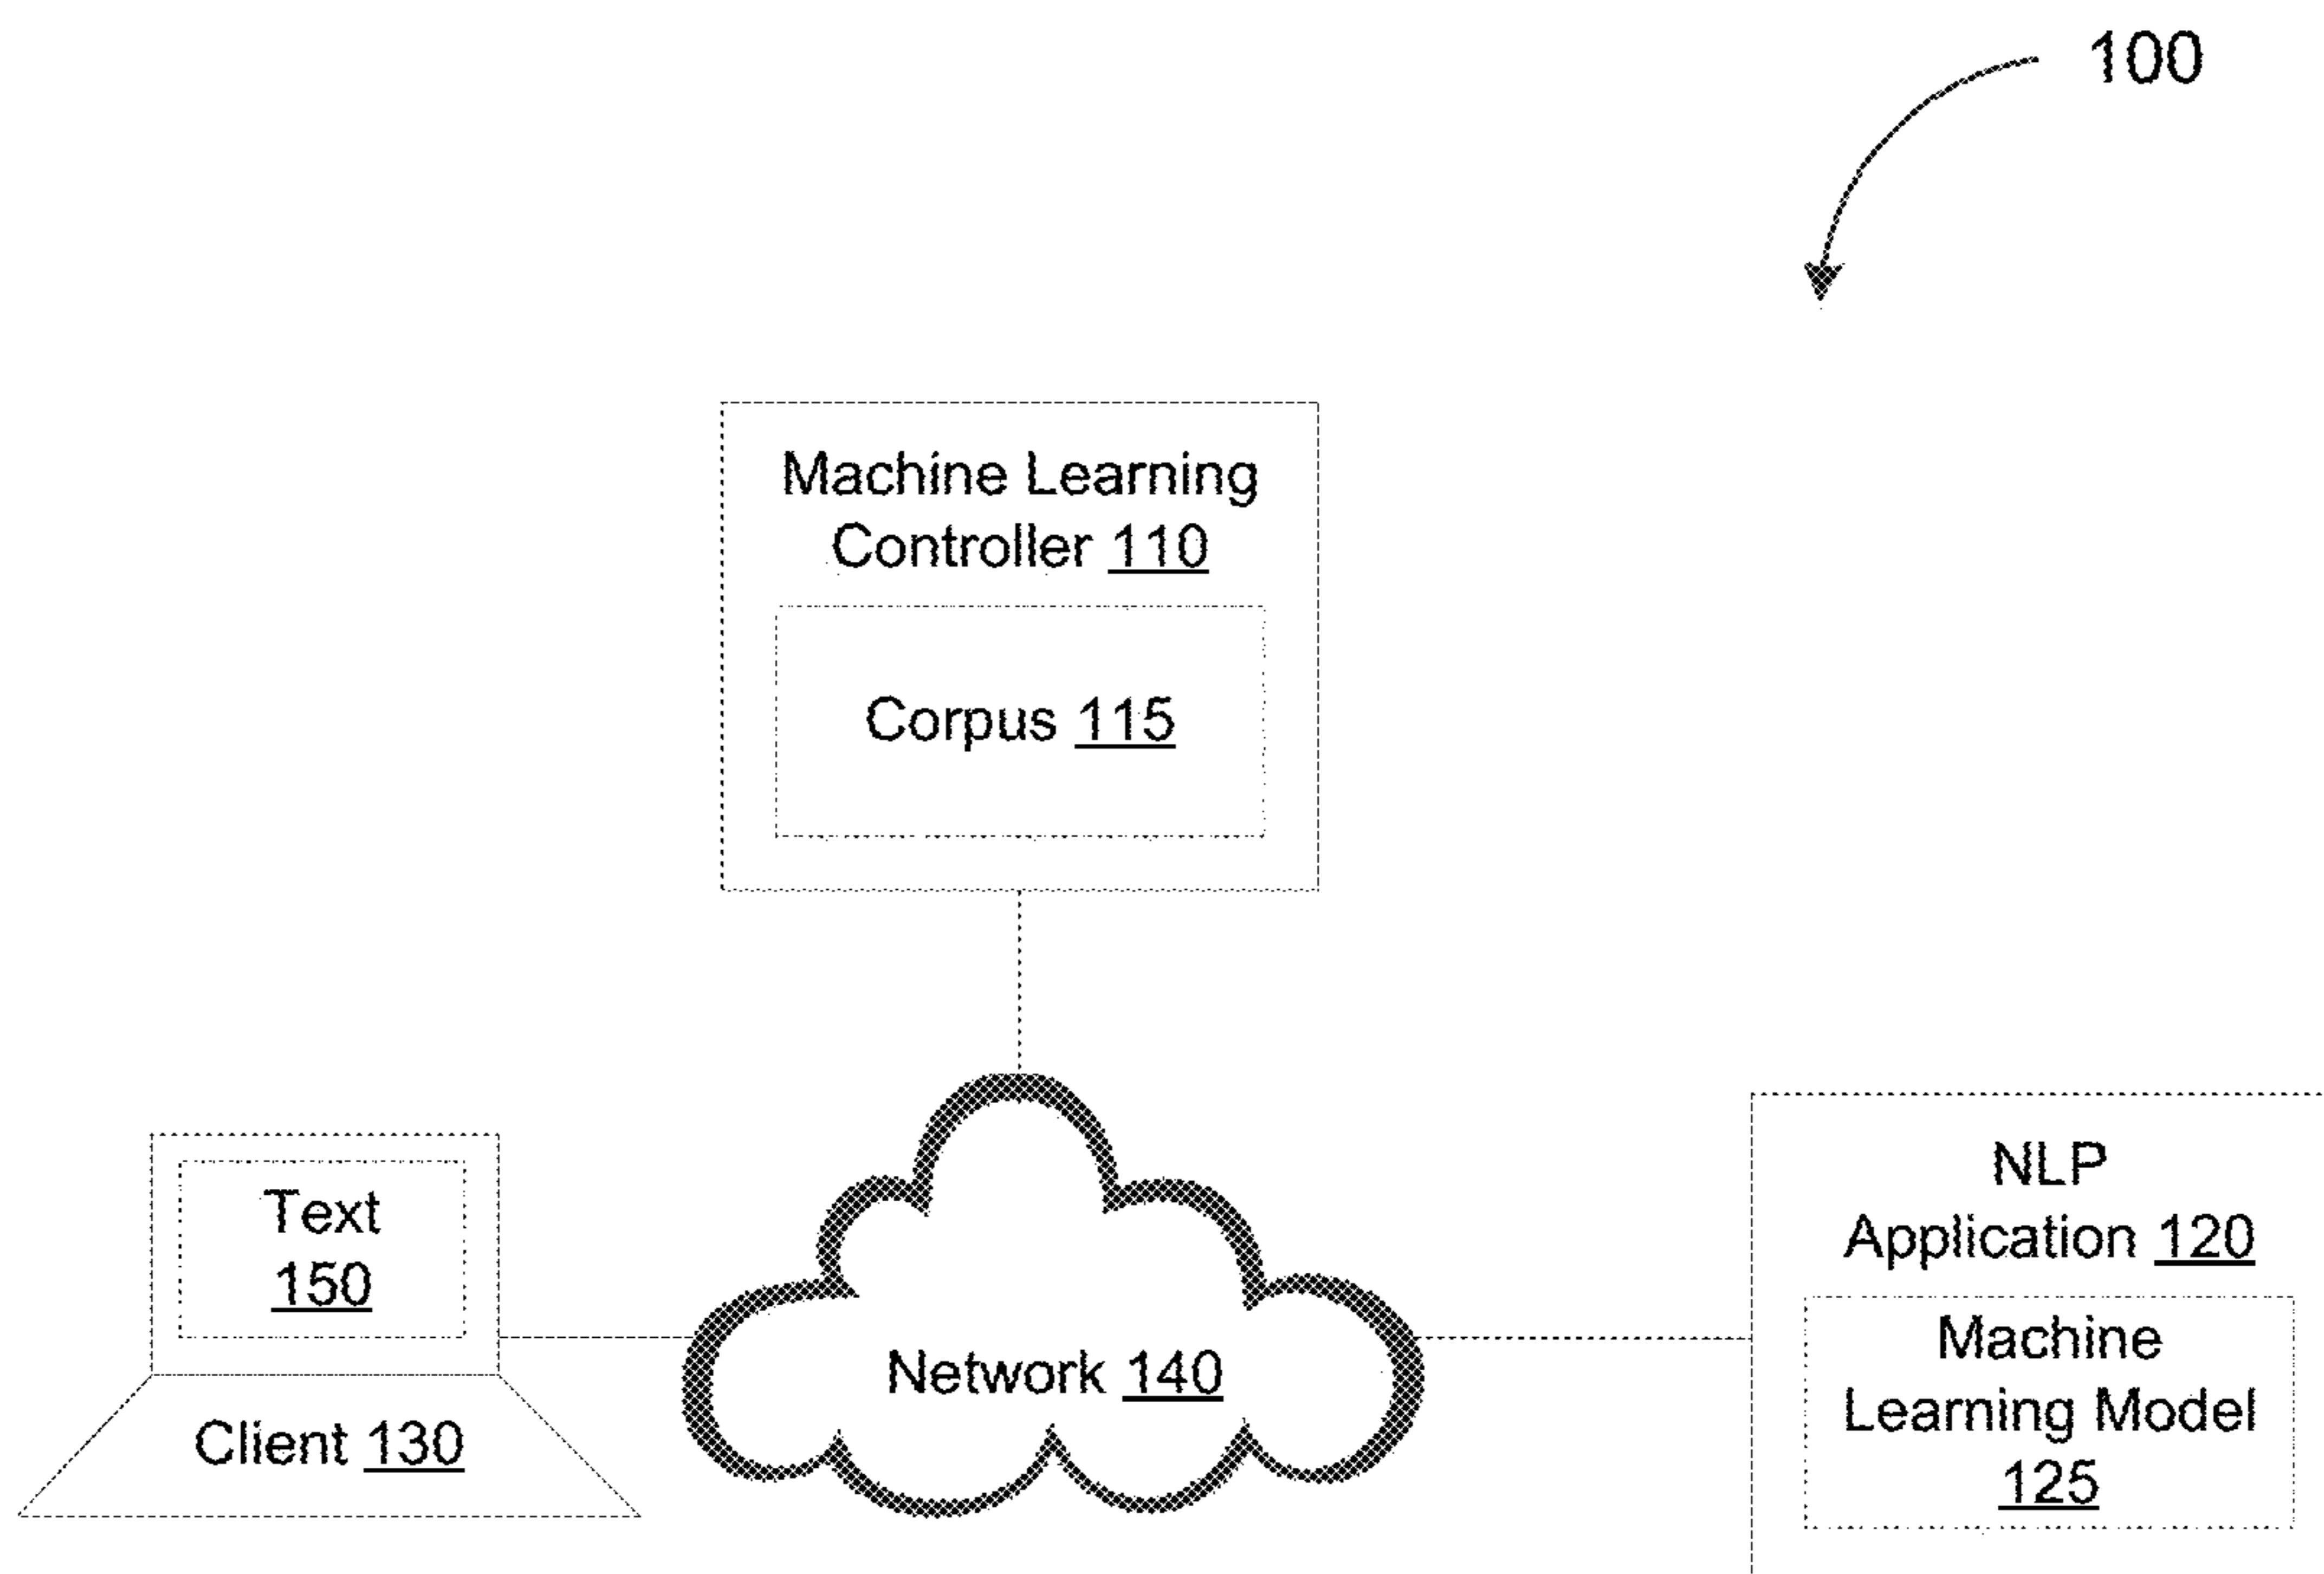 100
Machine Learning
Controller 110
Corpus 115
Text
150
Client 130
Network 140
NLP
Application 120
Machine
Learning Model
125